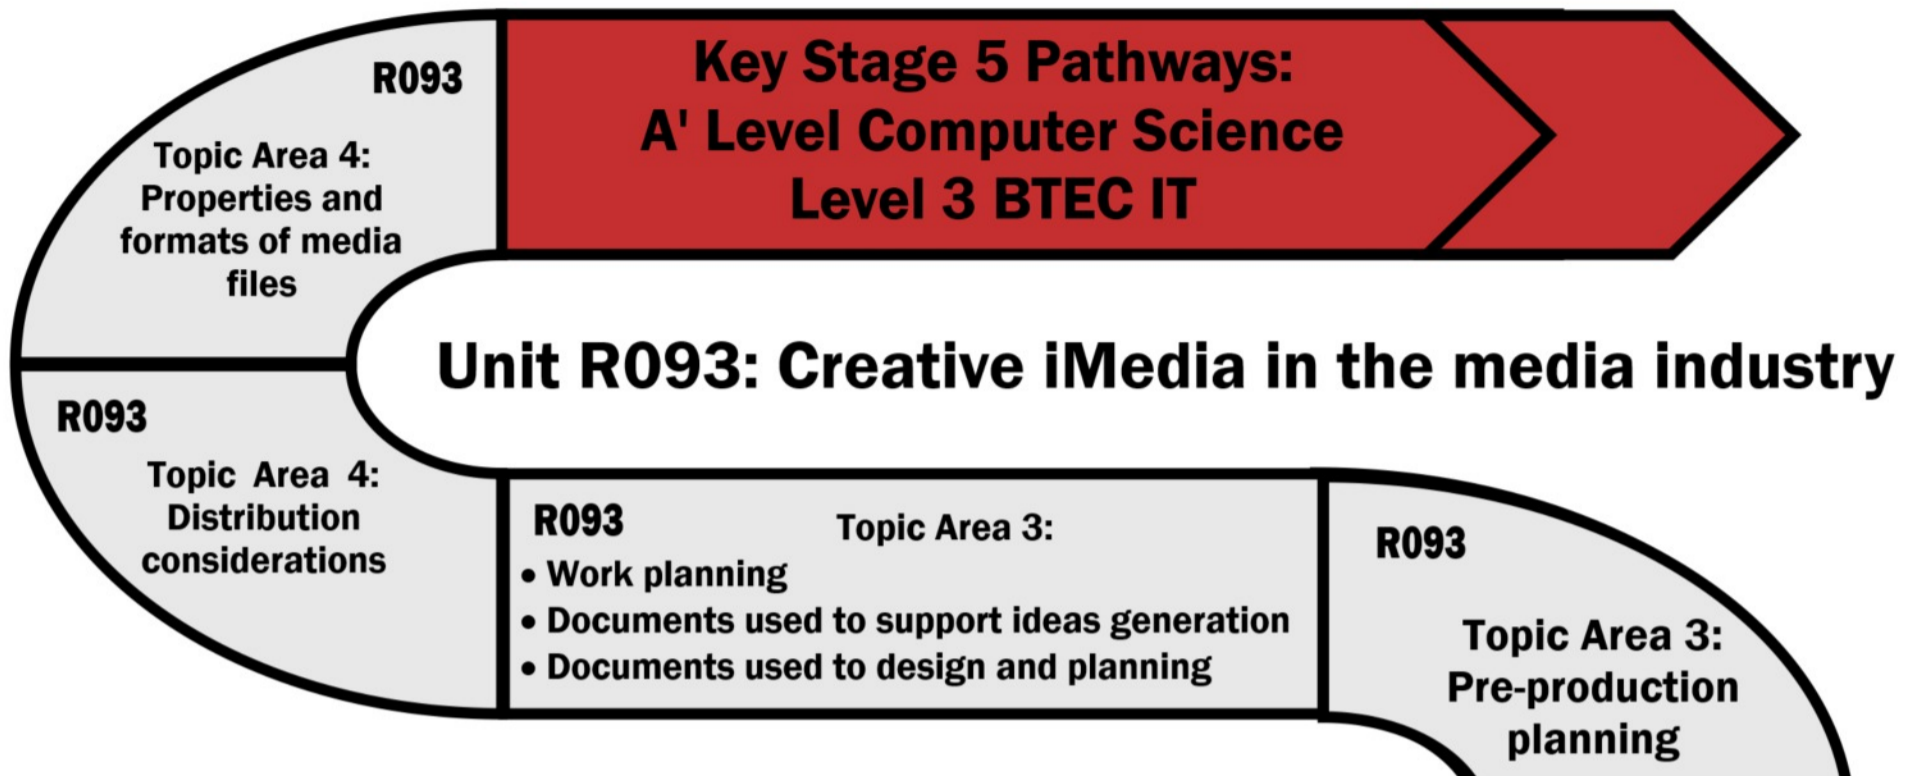 Key Stage 5 Pathways:
A' Level Computer Science
Level 3 BTEC IT
R093
Topic Area 4:
Properties and
formats of media
files
Unit R093: Creative iMedia in the media industry
R093
Topic Area 4:
Distribution
considerations
R093
Topic Area 3:
• Work planning
• Documents used to support ideas generation
• Documents used to design and planning
R093
Topic Area 3:
Pre-production
planning